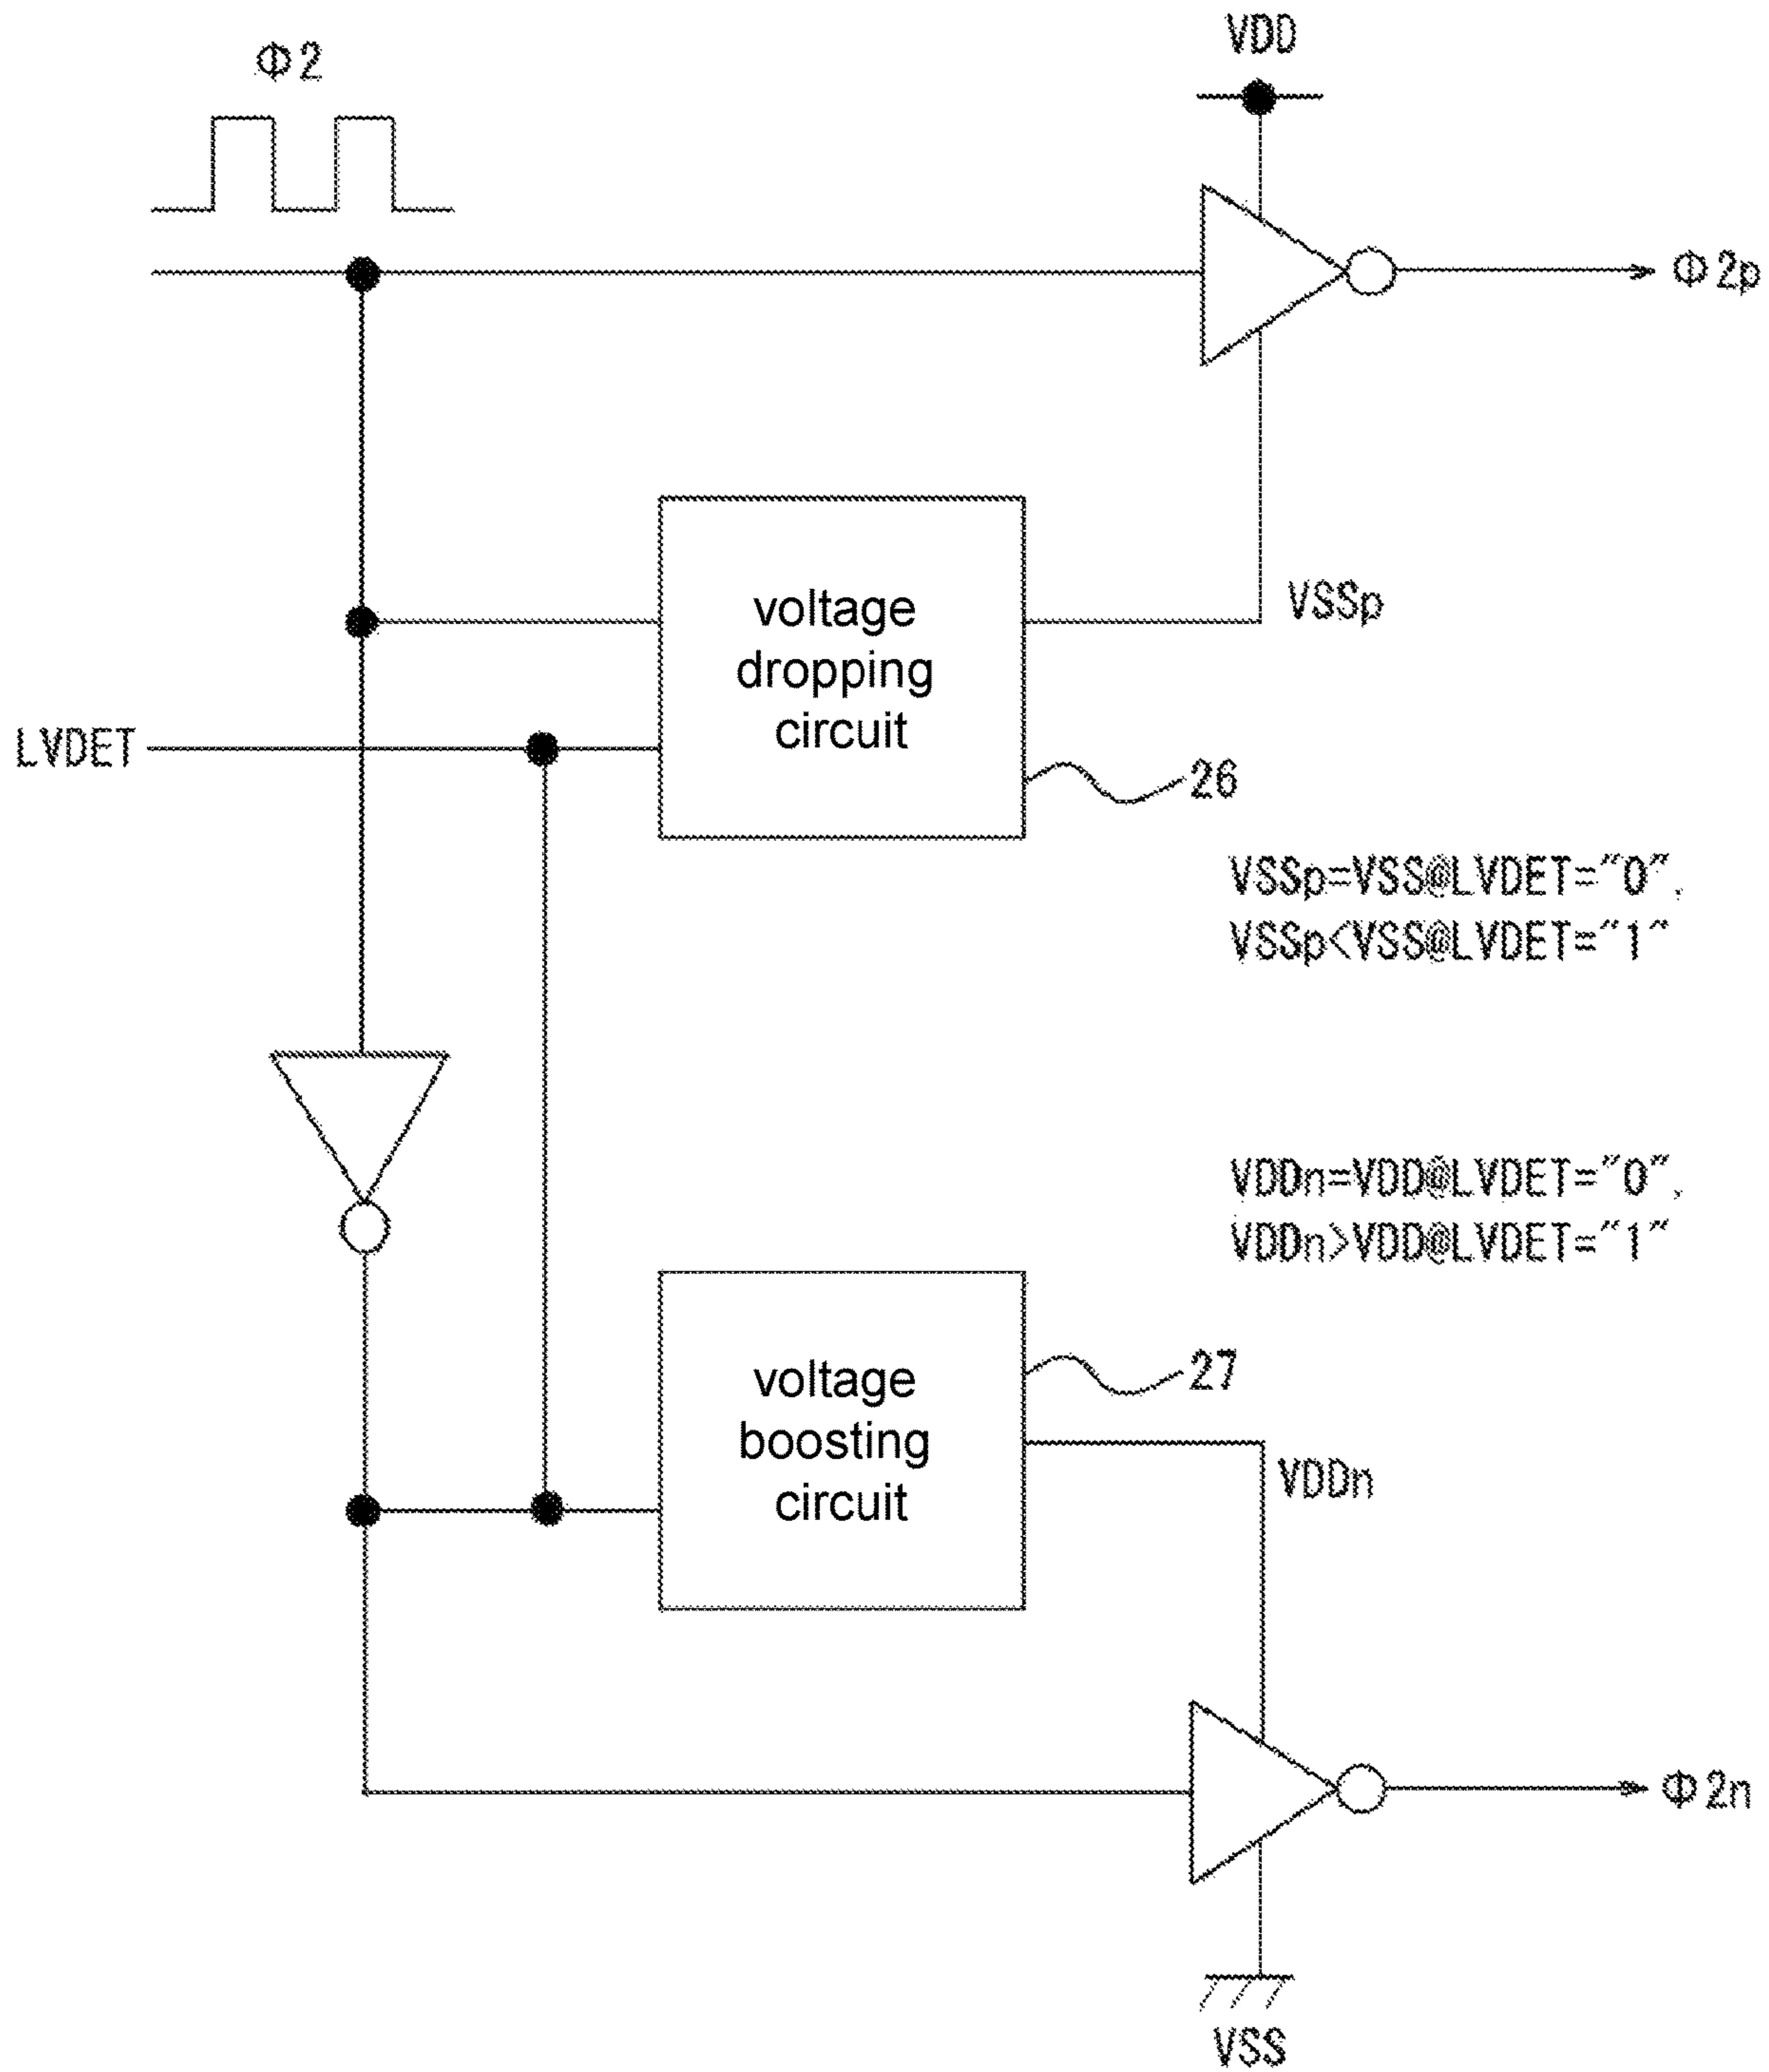 VDD
Φ2
Φ2p
voltage
dropping
circuit
VSSp
LVDET
26
VSSp=VSS@LVDET="0",
VSSp<VSS@LVDET="1"
VDDn=VDD@LVDET="0",
VDDn>VDD@LVDET="1"
voltage
boosting
circuit
27
VDDn
Φ2n
VSS